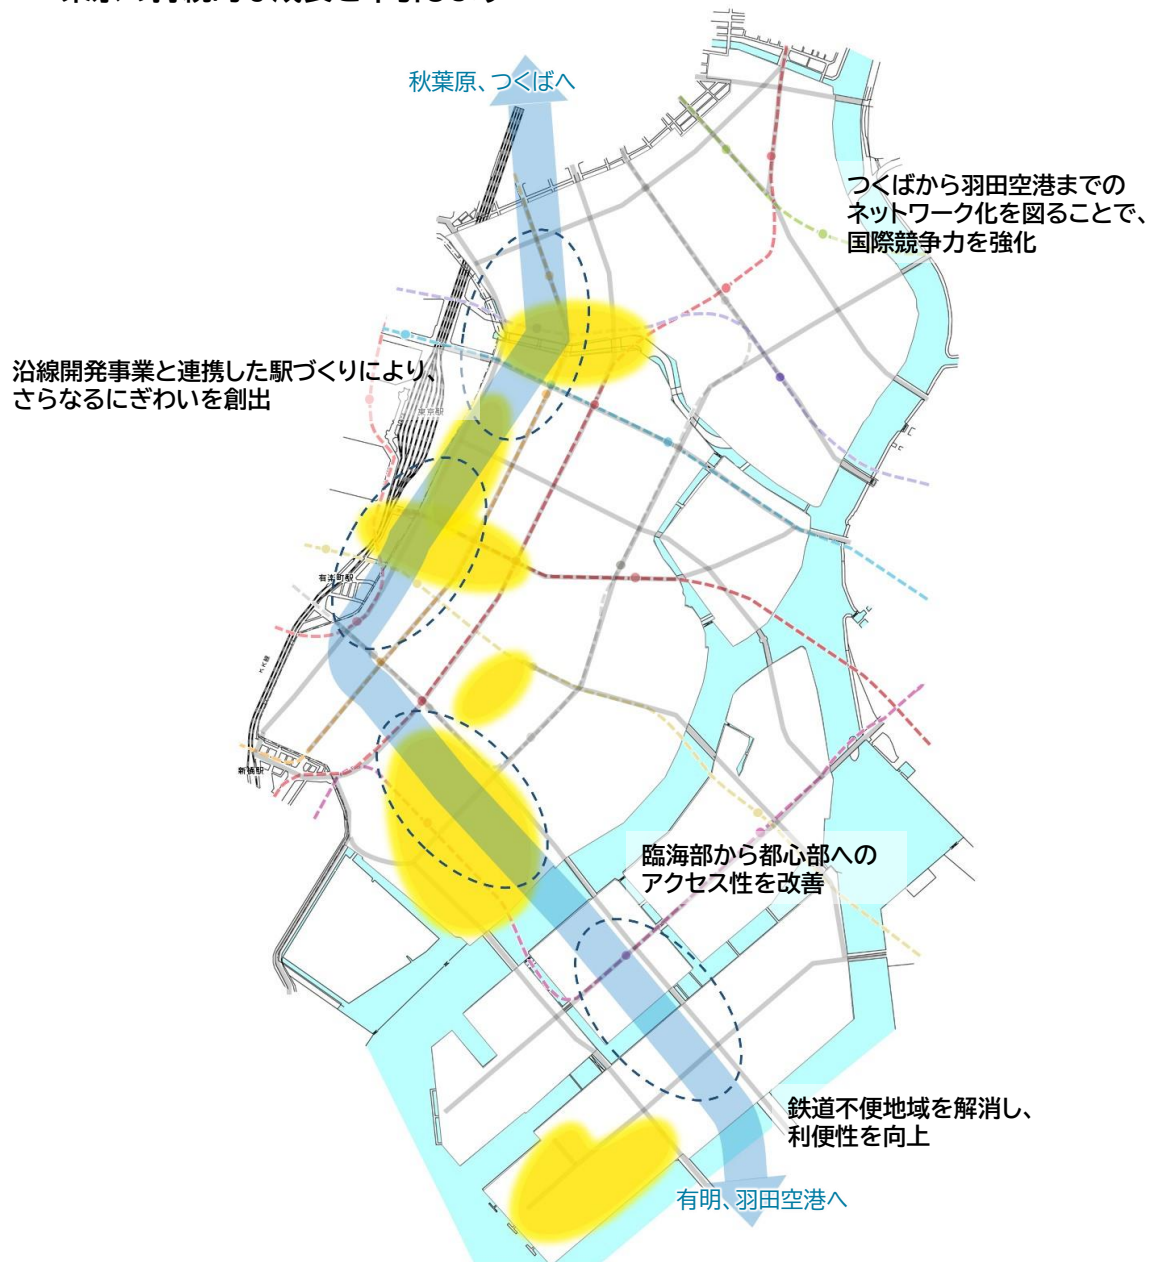 秋葉原、つくばへ
つくばから羽田空港までの
ネットワーク化を図ることで、
国際競争力を強化
沿線開発事業と連携した駅づくりにより、
さらなるにぎわいを創出
東京駅
有楽町駅
新橋駅
臨海部から都心部への
アクセス性を改善
鉄道不便地域を解消し、
利便性を向上
有明、羽田空港へ